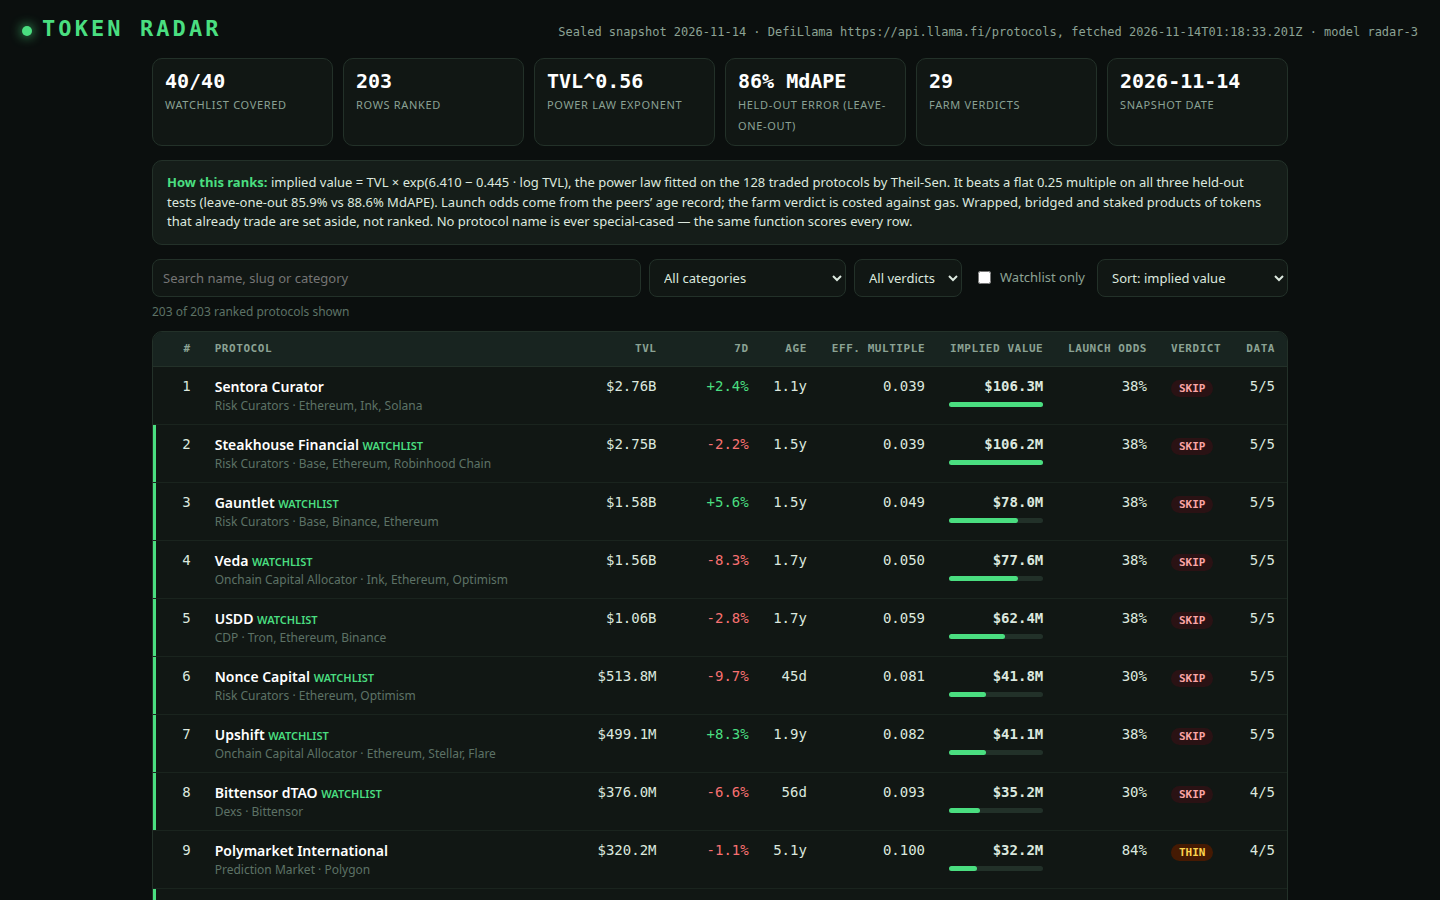 TOKEN RADAR
Sealed snapshot 2026-11-14 · DefiLlama https://api.llama.fi/protocols, fetched 2026-11-14T01:18:33.201Z · model radar-3
40/40
WATCHLIST COVERED
203
ROWS RANKED
TVL^0.56
POWER LAW EXPONENT
86% MdAPE
HELD-OUT ERROR (LEAVE-
ONE-OUT)
29
FARM VERDICTS
2026-11-14
SNAPSHOT DATE
How this ranks: implied value = TVL × exp(6.410 − 0.445 · log TVL), the power law fitted on the 128 traded protocols by Theil-Sen. It beats a flat 0.25 multiple on all three held-out
tests (leave-one-out 85.9% vs 88.6% MdAPE). Launch odds come from the peers’ age record; the farm verdict is costed against gas. Wrapped, bridged and staked products of tokens
that already trade are set aside, not ranked. No protocol name is ever special-cased — the same function scores every row.
Search name, slug or category
All categories
All verdicts
Watchlist only
Sort: implied value
203 of 203 ranked protocols shown
# PROTOCOL TVL 7D AGE EFF. MULTIPLE IMPLIED VALUE LAUNCH ODDS VERDICT DATA
1 Sentora Curator $2.76B +2.4% 1.1y 0.039 $106.3M 38% SKIP 5/5
Risk Curators · Ethereum, Ink, Solana
2 Steakhouse Financial WATCHLIST $2.75B -2.2% 1.5y 0.039 $106.2M 38% SKIP 5/5
Risk Curators · Base, Ethereum, Robinhood Chain
3 Gauntlet WATCHLIST $1.58B +5.6% 1.5y 0.049 $78.0M 38% SKIP 5/5
Risk Curators · Base, Binance, Ethereum
4 Veda WATCHLIST $1.56B -8.3% 1.7y 0.050 $77.6M 38% SKIP 5/5
Onchain Capital Allocator · Ink, Ethereum, Optimism
5 USDD WATCHLIST $1.06B -2.8% 1.7y 0.059 $62.4M 38% SKIP 5/5
CDP · Tron, Ethereum, Binance
6 Nonce Capital WATCHLIST $513.8M -9.7% 45d 0.081 $41.8M 30% SKIP 5/5
Risk Curators · Ethereum, Optimism
7 Upshift WATCHLIST $499.1M +8.3% 1.9y 0.082 $41.1M 38% SKIP 5/5
Onchain Capital Allocator · Ethereum, Stellar, Flare
8 Bittensor dTAO WATCHLIST $376.0M -6.6% 56d 0.093 $35.2M 30% SKIP 4/5
Dexs · Bittensor
9 Polymarket International $320.2M -1.1% 5.1y 0.100 $32.2M 84% THIN 4/5
Prediction Market · Polygon